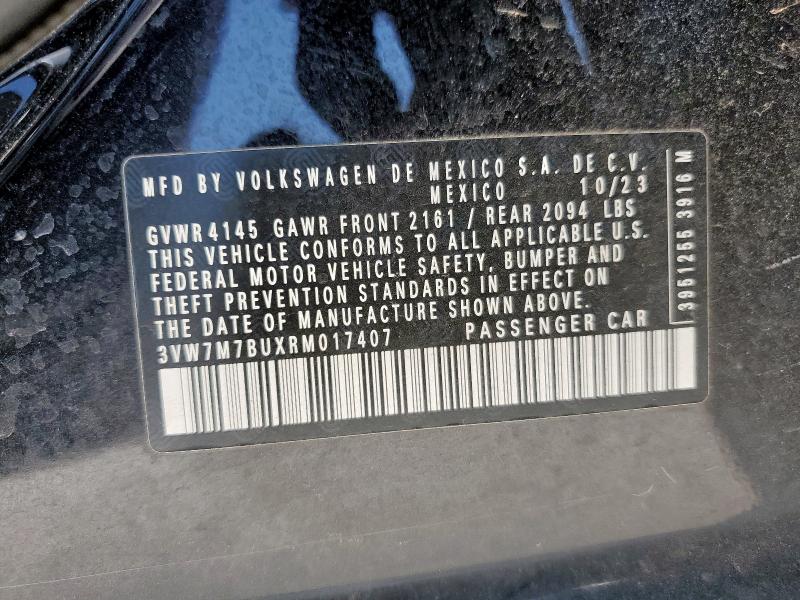 MFD BY VOLKSWAGEN DE MEXICO S.A. DE C.V.
MEXICO 10/23
GVWR 4145 GAWR FRONT 2161 / REAR 2094 LBS
THIS VEHICLE CONFORMS TO ALL APPLICABLE U.S.
FEDERAL MOTOR VEHICLE SAFETY, BUMPER AND
THEFT PREVENTION STANDARDS IN EFFECT ON
THE DATE OF MANUFACTURE SHOWN ABOVE.
3VW7M7BUXRM017407 PASSENGER CAR
3951266 3916 M